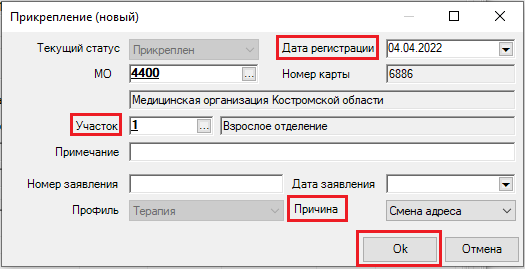 Прикрепление (новый)
Текущий статус Прикреплен Дата регистрации 04.04.2022
МО 4400 ... Номер карты 6886
Медицинская организация Костромской области
Участок 1 ... Взрослое отделение
Примечание
Номер заявления Дата заявления
Профиль Терапия Причина Смена адреса
Ok Отмена